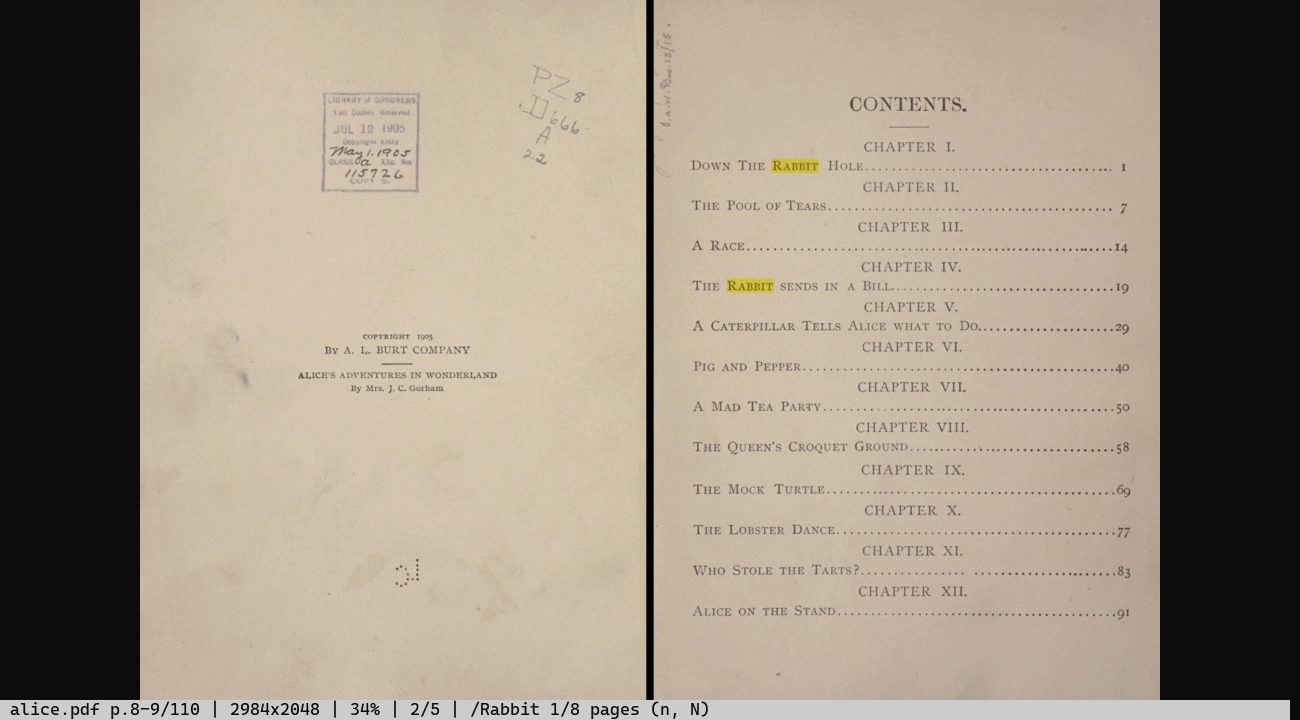 LIBRARY of CONGRESS
Two Copies Received
JUL 12 1905
Copyright Entry
May 1. 1905
CLASS a XXc. No.
115726
COPY B.
PZ 8
.D 666
A
22
COPYRIGHT 1905
By A. L. BURT COMPANY
ALICE'S ADVENTURES IN WONDERLAND
By Mrs. J. C. Gorham
CONTENTS.
CHAPTER I.
DOWN THE RABBIT HOLE 1
CHAPTER II.
THE POOL OF TEARS 7
CHAPTER III.
A RACE 14
CHAPTER IV.
THE RABBIT SENDS IN A BILL 19
CHAPTER V.
A CATERPILLAR TELLS ALICE WHAT TO DO 29
CHAPTER VI.
PIG AND PEPPER 40
CHAPTER VII.
A MAD TEA PARTY 50
CHAPTER VIII.
THE QUEEN'S CROQUET GROUND 58
CHAPTER IX.
THE MOCK TURTLE 69
CHAPTER X.
THE LOBSTER DANCE 77
CHAPTER XI.
WHO STOLE THE TARTS? 83
CHAPTER XII.
ALICE ON THE STAND 91
alice.pdf p.8-9/110 | 2984x2048 | 34% | 2/5 | /Rabbit 1/8 pages (n, N)